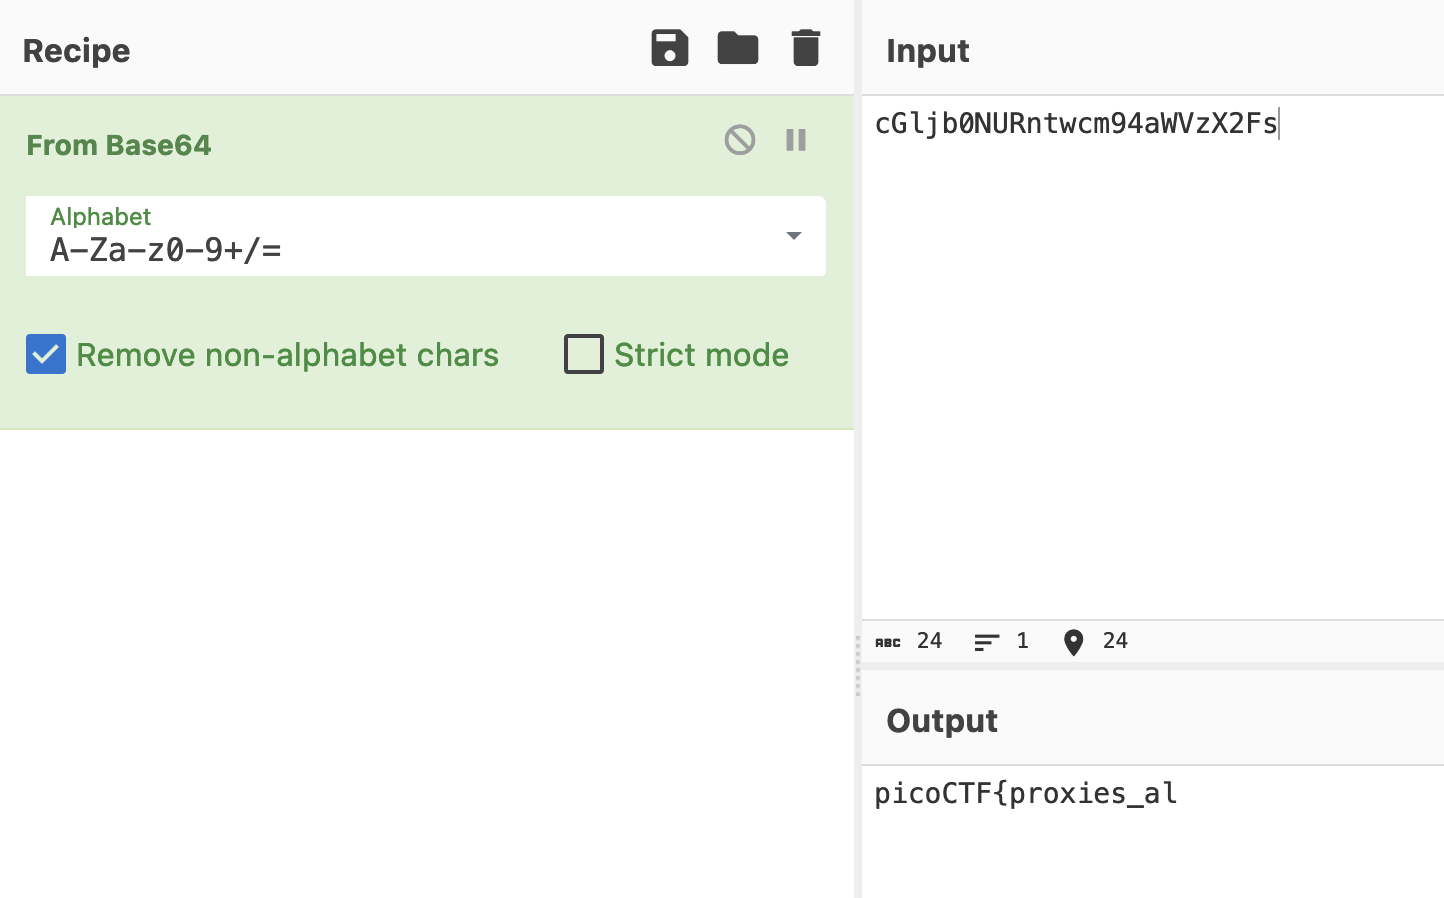 Recipe
From Base64
Alphabet
A-Za-z0-9+/=
Remove non-alphabet chars
Strict mode
Input
cGljb0NURntwcm94aWVzX2Fs
ABC 24 1 24
Output
picoCTF{proxies_al